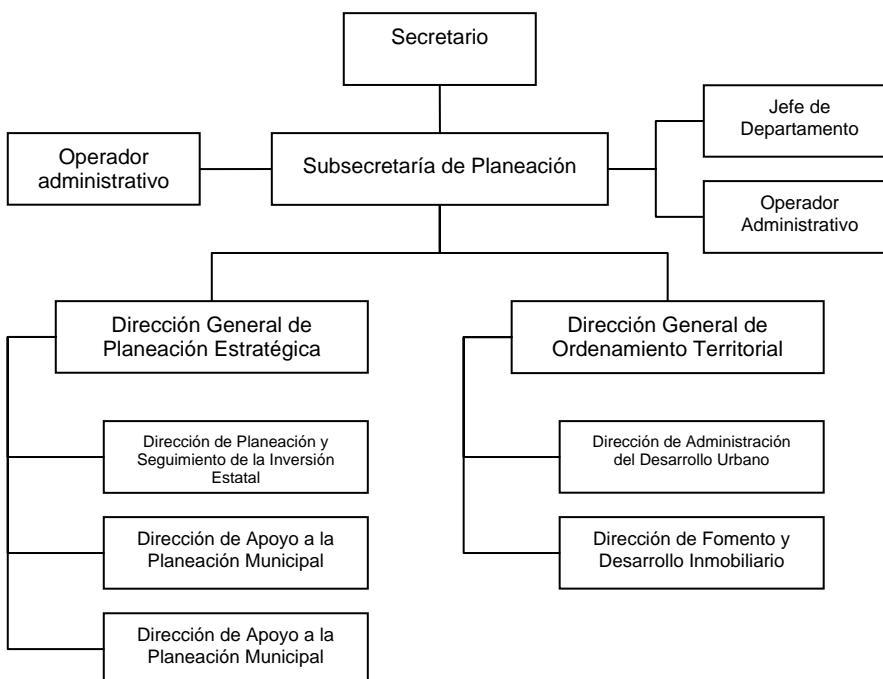 Secretario
Jefe de
Departamento
Operador
administrativo
Subsecretaría de Planeación
Operador
Administrativo
Dirección General de
Planeación Estratégica
Dirección General de
Ordenamiento Territorial
Dirección de Planeación y
Seguimiento de la Inversión
Estatal
Dirección de Administración
del Desarrollo Urbano
Dirección de Apoyo a la
Planeación Municipal
Dirección de Fomento y
Desarrollo Inmobiliario
Dirección de Apoyo a la
Planeación Municipal